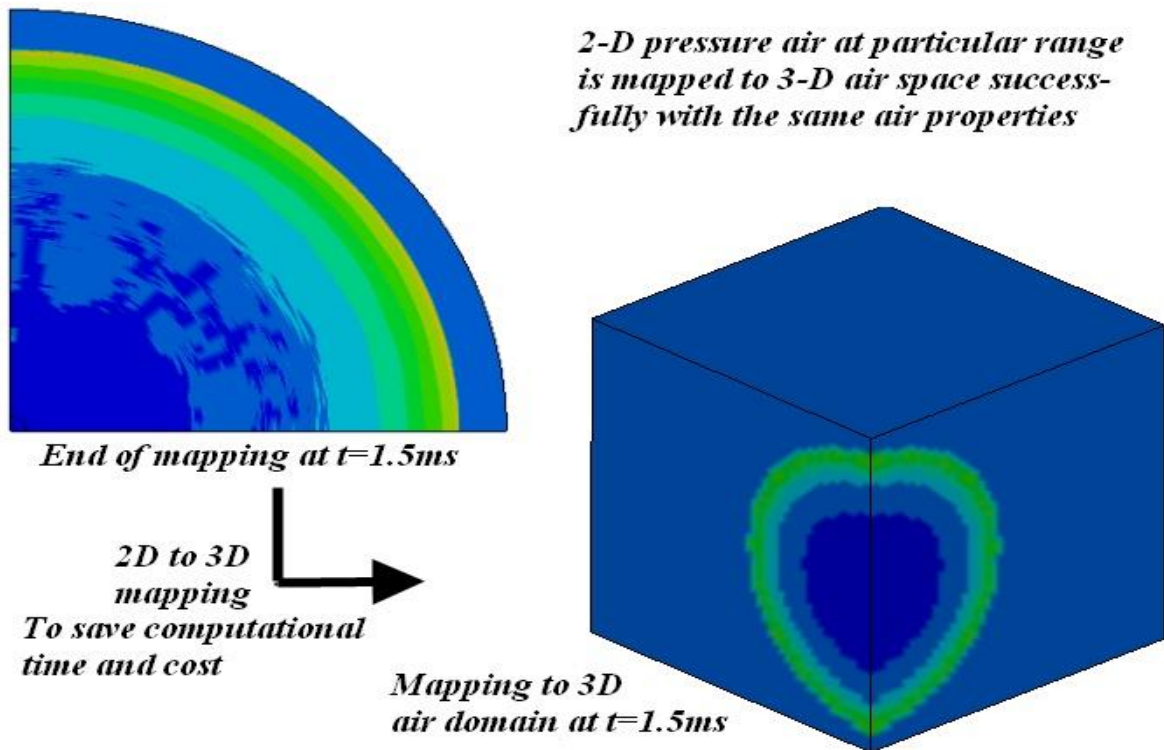 2-D pressure air at particular range
is mapped to 3-D air space success-
fully with the same air properties
End of mapping at t=1.5ms
2D to 3D
mapping
To save computational
time and cost
Mapping to 3D
air domain at t=1.5ms